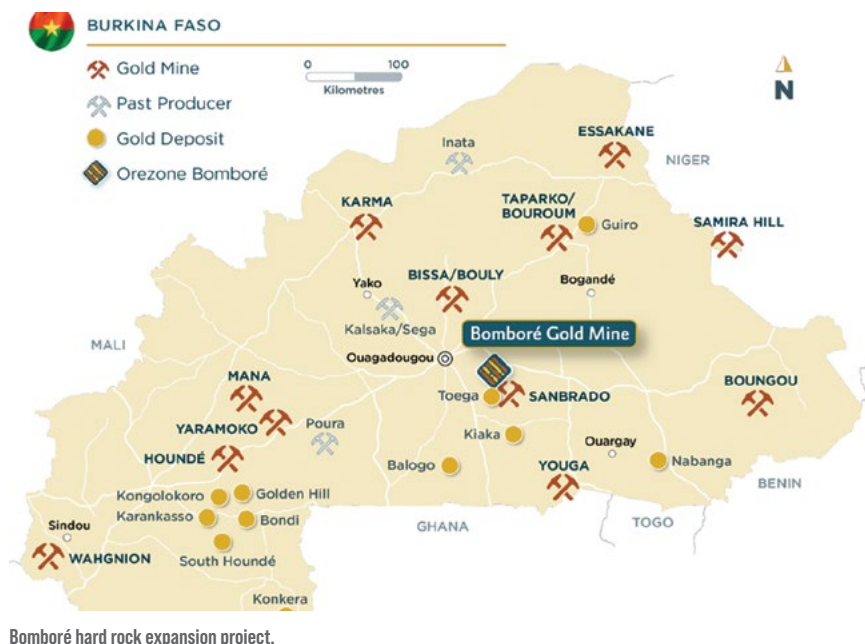 BURKINA FASO
Gold Mine
Past Producer
Gold Deposit
Orezone Bomboré
0 100
Kilometres
N
Inata
ESSAKANE
NIGER
KARMA
TAPARKO/
BOUROUM
Guiro
SAMIRA HILL
BISSA/BOULY
Yako
Bogandé
Kalsaka/Sega
Bomboré Gold Mine
MALI
Ouagadougou
MANA
Toega
SANBRADO
BOUNGOU
YARAMOKO
Poura
Kiaka
Ouargay
HOUNDÉ
Balogo
YOUGA
Nabanga
BENIN
Kongolokoro
Golden Hill
Karankasso
Bondi
GHANA
TOGO
Sindou
WAHGNION
South Houndé
Konkera
Bomboré hard rock expansion project.